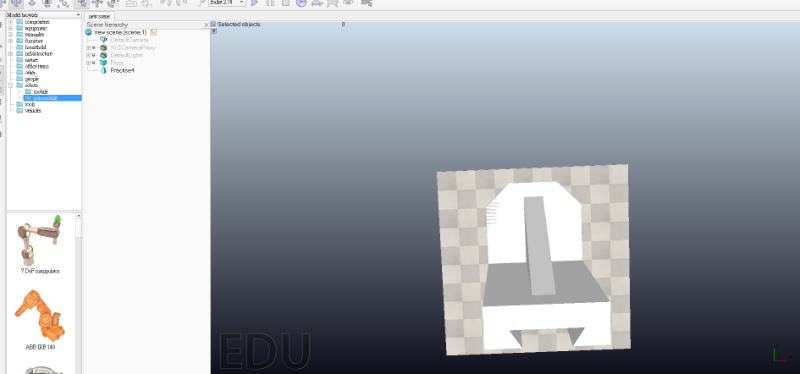 Bullet 2.78
Model browser
new scene
components
equipment
examples
furniture
household
infrastructure
nature
office items
other
people
robots
mobile
non-mobile
tools
vehicles
7 DoF manipulator
ABB IRB 140
Scene hierarchy
new scene (scene 1)
DefaultCamera
XYZCameraProxy
DefaultLights
Floor
Practise4
Selected objects:
0
EDU